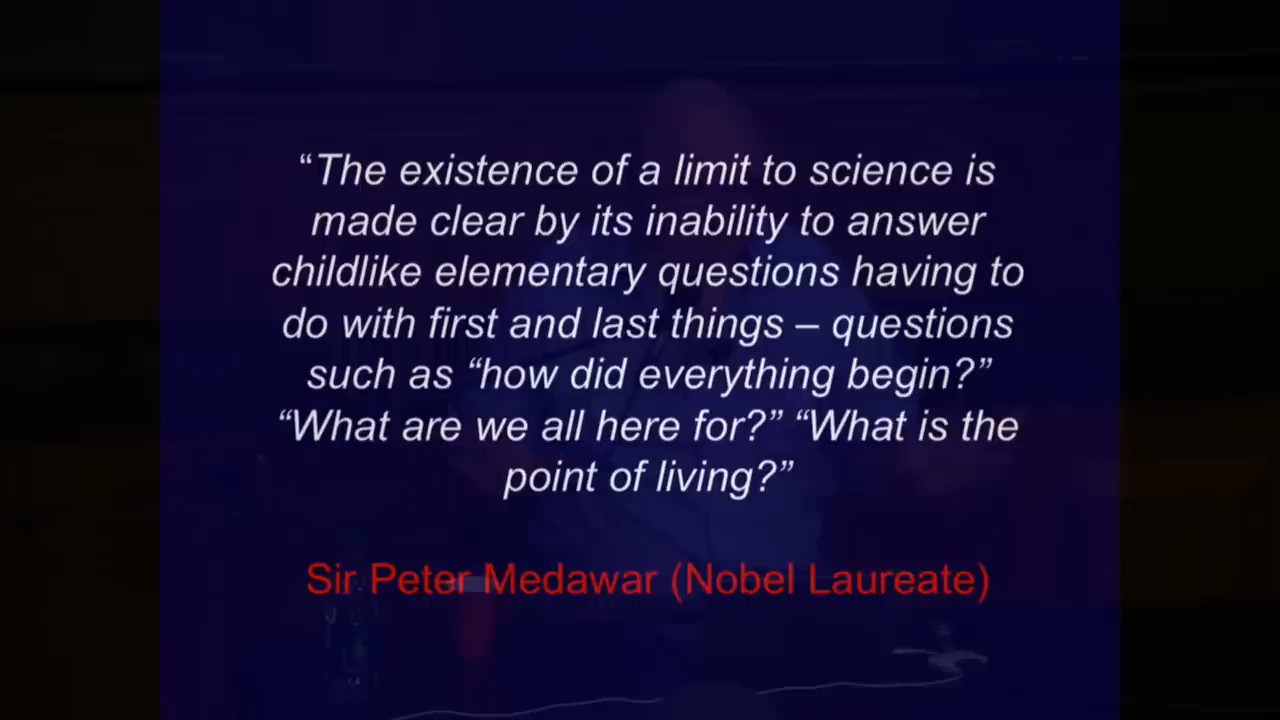 “The existence of a limit to science is
made clear by its inability to answer
childlike elementary questions having to
do with first and last things – questions
such as “how did everything begin?”
“What are we all here for?” “What is the
point of living?”
Sir Peter Medawar (Nobel Laureate)